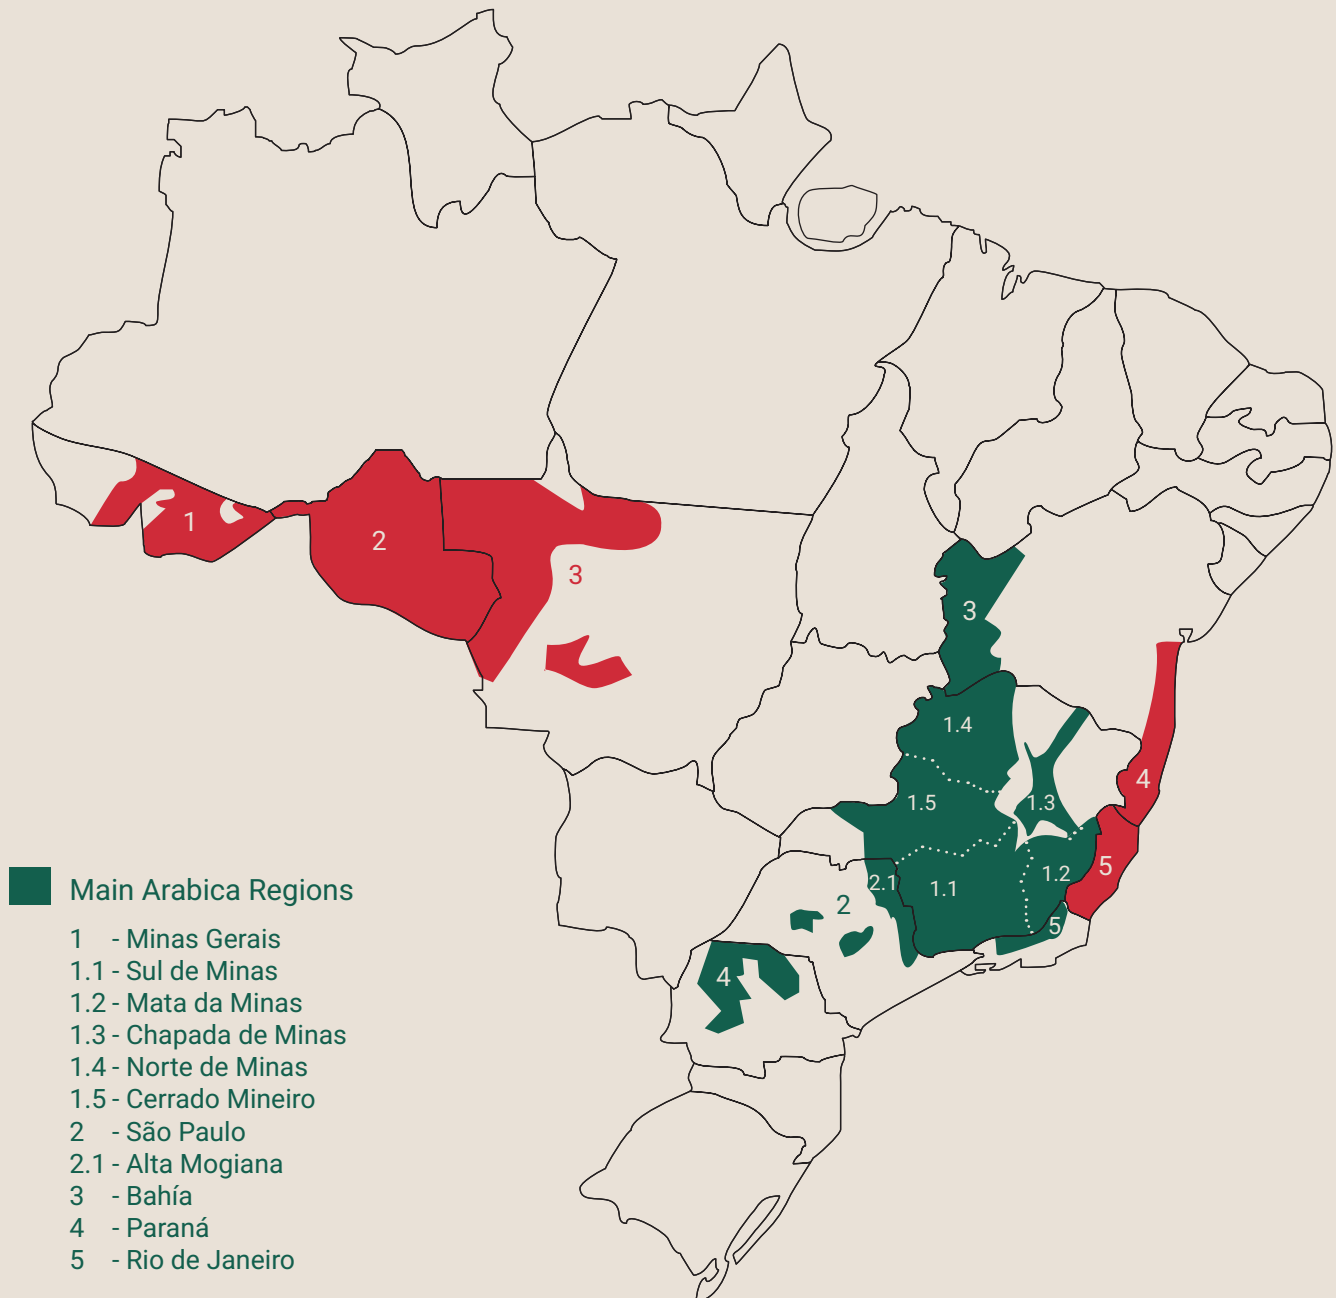 1
2
3
3
1.4
1.5
1.3
4
5
1.2
1.1
2.1
2
5
4
Main Arabica Regions
1 - Minas Gerais
1.1 - Sul de Minas
1.2 - Mata da Minas
1.3 - Chapada de Minas
1.4 - Norte de Minas
1.5 - Cerrado Mineiro
2 - São Paulo
2.1 - Alta Mogiana
3 - Bahía
4 - Paraná
5 - Rio de Janeiro